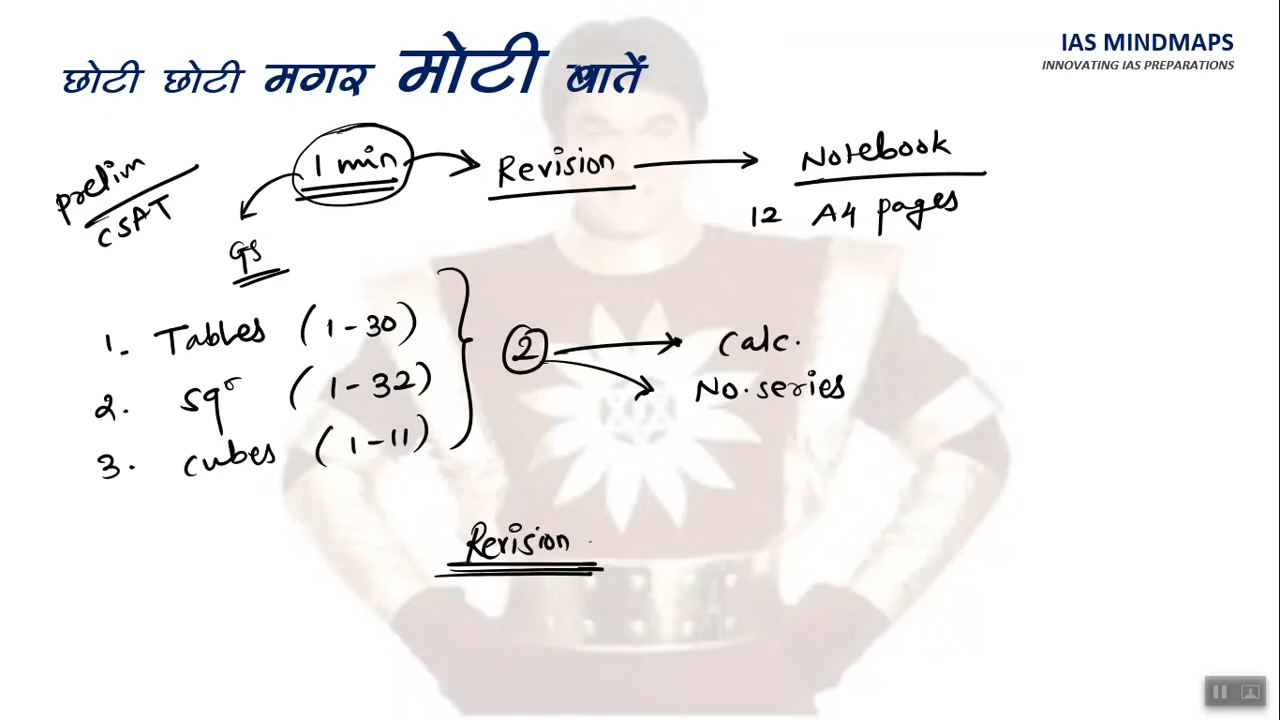 छोटी छोटी मगर मोटी बातें
IAS MINDMAPS
INNOVATING IAS PREPARATIONS
prelim
CSAT
1 min
Revision
Notebook
12 A4 pages
GS
1. Tables (1-30)
2. sqr (1-32)
3. cubes (1-11)
2
Calc.
No. series
Revision